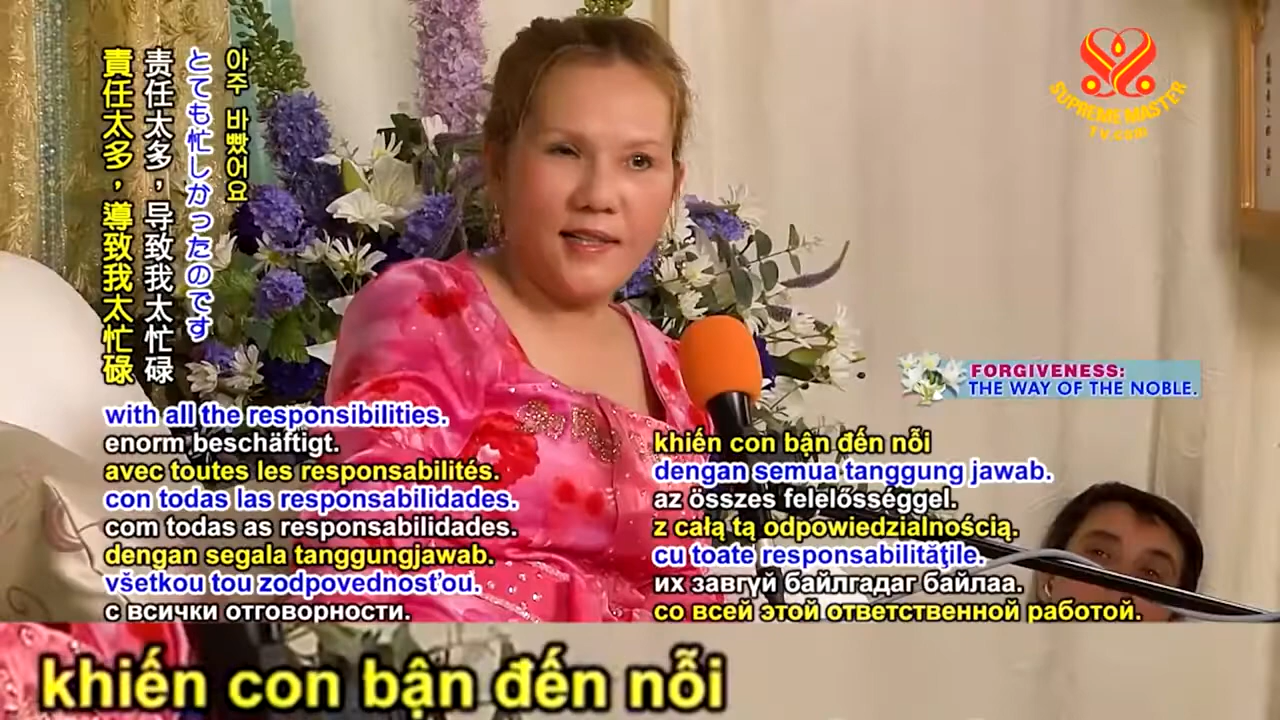 아주 바빴어요
とても忙しかったのです
责任太多，导致我太忙碌
責任太多，導致我太忙碌
SUPREME MASTER
TV.com
FORGIVENESS:
THE WAY OF THE NOBLE.
with all the responsibilities.
enorm beschäftigt.
avec toutes les responsabilités.
con todas las responsabilidades.
com todas as responsabilidades.
dengan segala tanggungjawab.
všetkou tou zodpovednosťou.
с всички отговорности.
khiến con bận đến nỗi
dengan semua tanggung jawab.
az összes felelősséggel.
z całą tą odpowiedzialnością.
cu toate responsabilităţile.
их завгүй байлгадаг байлаа.
со всей этой ответственной работой.
khiến con bận đến nỗi